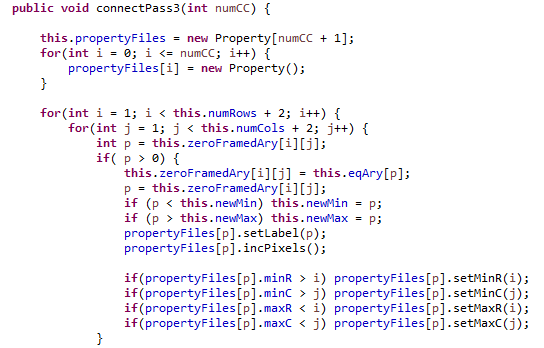 public void connectPass3(int numCC) {
this.propertyFiles = new Property[numCC + 1];
for(int i = 0; i <= numCC; i++) {
propertyFiles[i] = new Property();
}
for(int i = 1; i < this.numRows + 2; i++) {
for(int j = 1; j < this.numCols + 2; j++) {
int p = this.zeroFramedAry[i][j];
if( p > 0) {
this.zeroFramedAry[i][j] = this.eqAry[p];
p = this.zeroFramedAry[i][j];
if (p < this.newMin) this.newMin = p;
if (p > this.newMax) this.newMax = p;
propertyFiles[p].setLabel(p);
propertyFiles[p].incPixels();
if(propertyFiles[p].minR > i) propertyFiles[p].setMinR(i);
if(propertyFiles[p].minC > j) propertyFiles[p].setMinC(j);
if(propertyFiles[p].maxR < i) propertyFiles[p].setMaxR(i);
if(propertyFiles[p].maxC < j) propertyFiles[p].setMaxC(j);
}